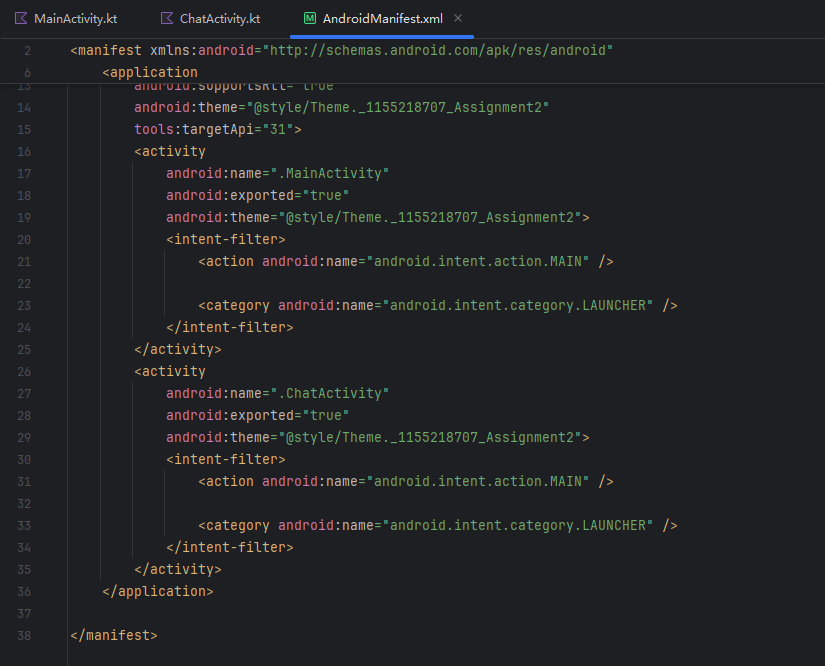 MainActivity.kt ChatActivity.kt AndroidManifest.xml
2 <manifest xmlns:android="http://schemas.android.com/apk/res/android"
6 <application
13 android:supportsRtl="true"
14 android:theme="@style/Theme._1155218707_Assignment2"
15 tools:targetApi="31">
16 <activity
17 android:name=".MainActivity"
18 android:exported="true"
19 android:theme="@style/Theme._1155218707_Assignment2">
20 <intent-filter>
21 <action android:name="android.intent.action.MAIN" />
22
23 <category android:name="android.intent.category.LAUNCHER" />
24 </intent-filter>
25 </activity>
26 <activity
27 android:name=".ChatActivity"
28 android:exported="true"
29 android:theme="@style/Theme._1155218707_Assignment2">
30 <intent-filter>
31 <action android:name="android.intent.action.MAIN" />
32
33 <category android:name="android.intent.category.LAUNCHER" />
34 </intent-filter>
35 </activity>
36 </application>
37
38 </manifest>